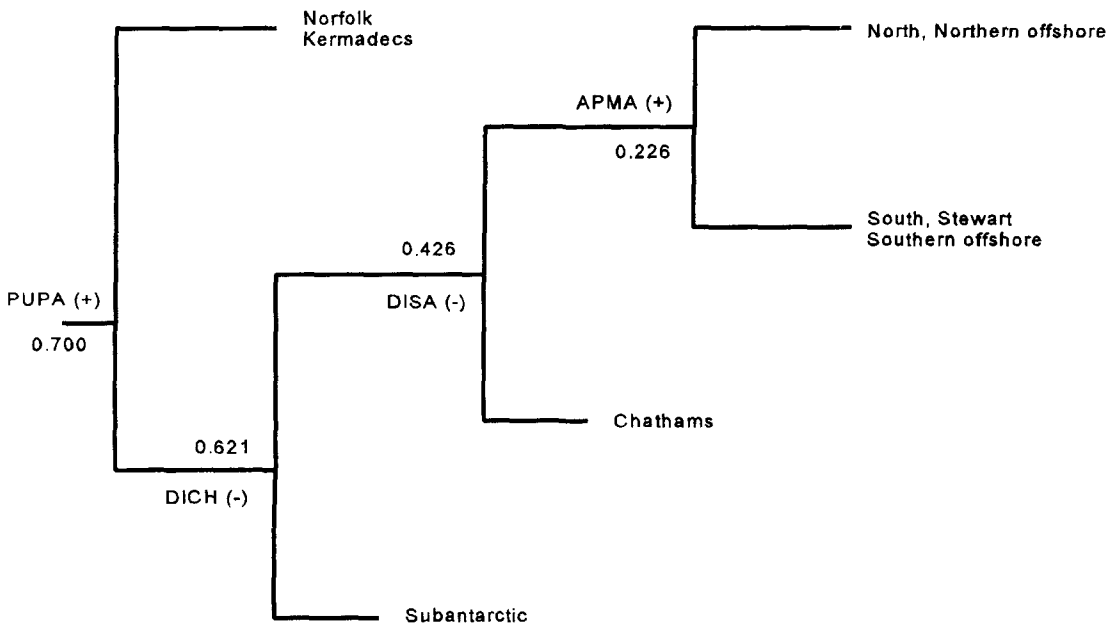 Norfolk
Kermadecs
North, Northern offshore
APMA (+)
0.226
South, Stewart
Southern offshore
0.426
DISA (-)
PUPA (+)
0.700
Chathams
0.621
DICH (-)
Subantarctic